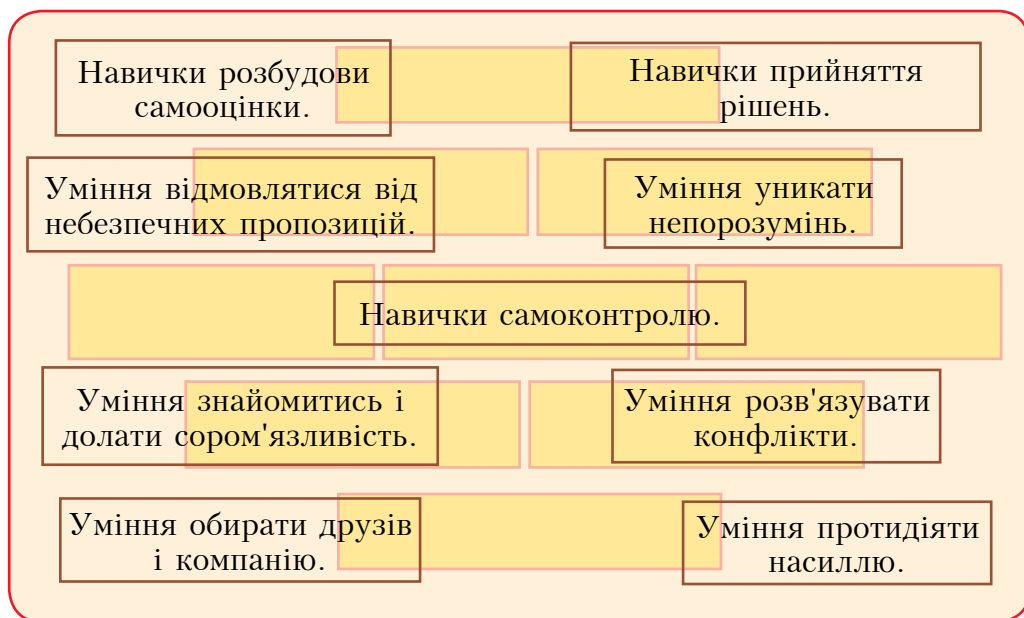 Навички розбудови
самооцінки.
Навички прийняття
рішень.
Уміння відмовлятися від
небезпечних пропозицій.
Уміння уникати
непорозумінь.
Навички самоконтролю.
Уміння знайомитись і
долати сором'язливість.
Уміння розв'язувати
конфлікти.
Уміння обирати друзів
і компанію.
Уміння протидіяти
насиллю.